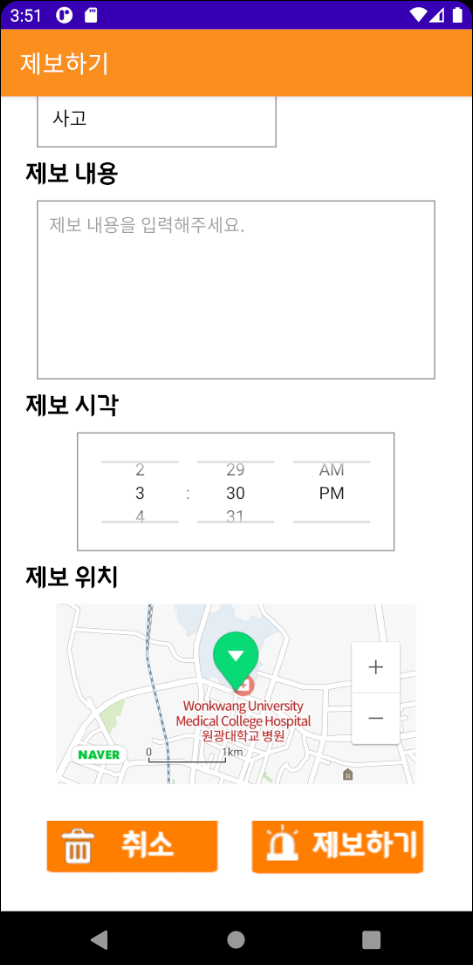 3:51
제보하기
사고
제보 내용
제보 내용을 입력해주세요.
제보 시각
2 29 AM
3 : 30 PM
4 31
제보 위치
Wonkwang University
Medical College Hospital
원광대학교 병원
NAVER 0 1km
취소 제보하기